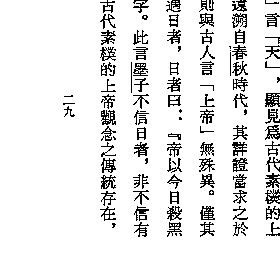 一言「天」，顯見爲古代素樸的上
遠溯自春秋時代，其詳證當求之於
則與古人言「上帝」無殊異。僅其
遇日者，日者曰：『帝以今日殺黑
字。此言墨子不信日者，非不信有
古代素樸的上帝觀念之傳統存在，
二九